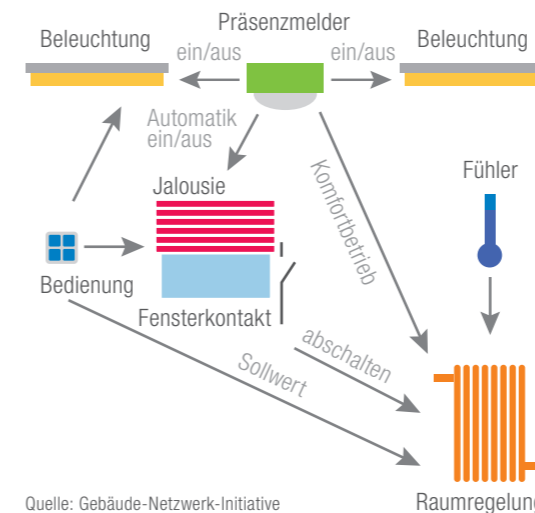 Präsenzmelder
Beleuchtung
ein/aus
ein/aus
Beleuchtung
Automatik
ein/aus
Jalousie
Komfortbetrieb
Fühler
Bedienung
Fensterkontakt
abschalten
Sollwert
Quelle: Gebäude-Netzwerk-Initiative
Raumregelung